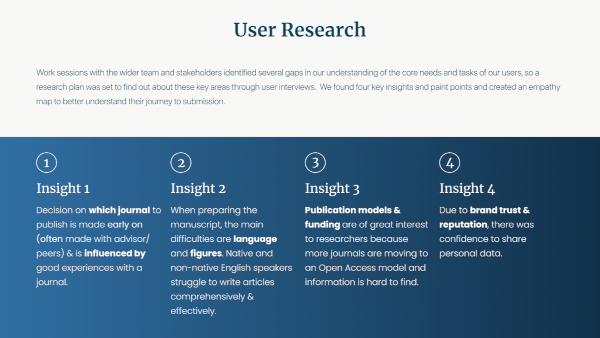 User Research
Work sessions with the wider team and stakeholders identified several gaps in our understanding of the core needs and tasks of our users, so a
research plan was set to find out about these key areas through user interviews.  We found four key insights and paint points and created an empathy
map to better understand their journey to submission.
1
Insight 1
Decision on which journal to
publish is made early on
(often made with advisor/
peers) & is influenced by
good experiences with a
journal.
2
Insight 2
When preparing the
manuscript, the main
difficulties are language
and figures. Native and
non-native English speakers
struggle to write articles
comprehensively &
effectively.
3
Insight 3
Publication models &
funding are of great interest
to researchers because
more journals are moving to
an Open Access model and
information is hard to find.
4
Insight 4
Due to brand trust &
reputation, there was
confidence to share
personal data.